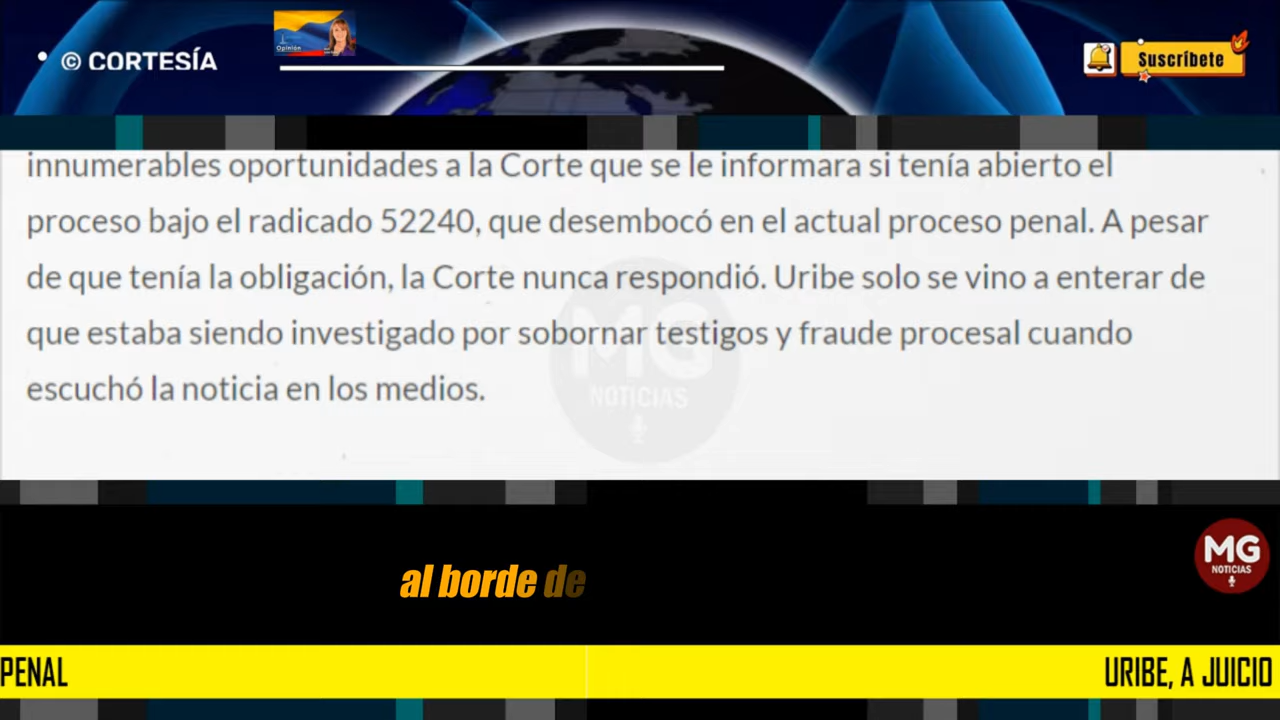 © CORTESÍA
Opinión
Suscríbete
innumerables oportunidades a la Corte que se le informara si tenía abierto el
proceso bajo el radicado 52240, que desembocó en el actual proceso penal. A pesar
de que tenía la obligación, la Corte nunca respondió. Uribe solo se vino a enterar de
que estaba siendo investigado por sobornar testigos y fraude procesal cuando
escuchó la noticia en los medios.
MG
NOTICIAS
al borde de
MG
NOTICIAS
PENAL
URIBE, A JUICIO